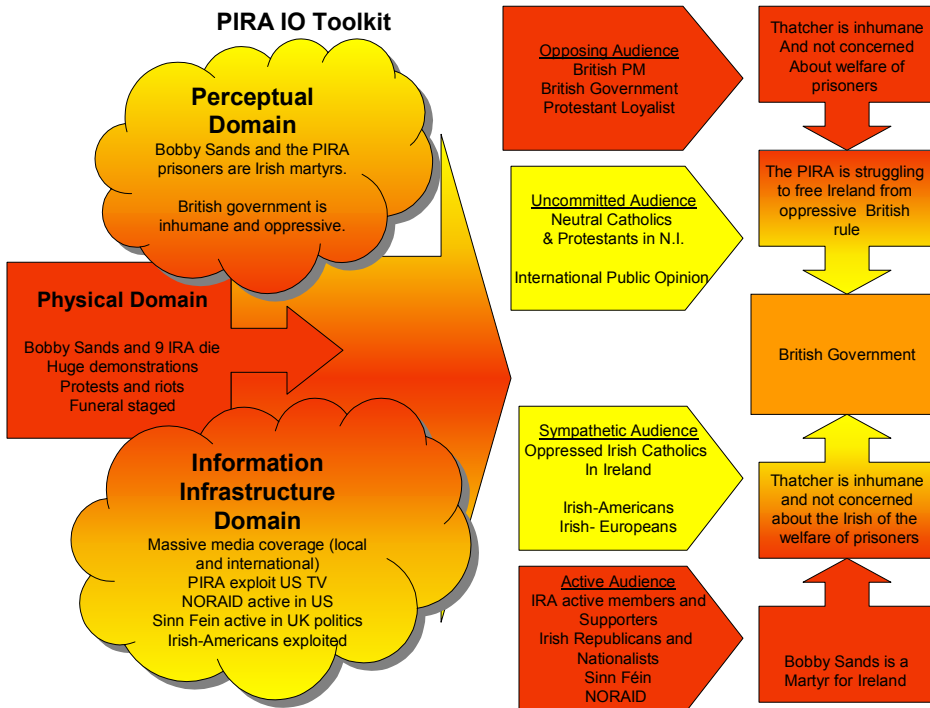 PIRA IO Toolkit
Perceptual
Domain
Bobby Sands and the PIRA
prisoners are Irish martyrs.
British government is
inhumane and oppressive.
Physical Domain
Bobby Sands and 9 IRA die
Huge demonstrations
Protests and riots
Funeral staged
Information
Infrastructure
Domain
Massive media coverage (local
and international)
PIRA exploit US TV
NORAID active in US
Sinn Fein active in UK politics
Irish-Americans exploited
Opposing Audience
British PM
British Government
Protestant Loyalist
Uncommitted Audience
Neutral Catholics
& Protestants in N.I.
International Public Opinion
Sympathetic Audience
Oppressed Irish Catholics
In Ireland
Irish-Americans
Irish- Europeans
Active Audience
IRA active members and
Supporters
Irish Republicans and
Nationalists
Sinn Féin
NORAID
Thatcher is inhumane
And not concerned
About welfare of
prisoners
The PIRA is struggling
to free Ireland from
oppressive British
rule
British Government
Thatcher is inhumane
and not concerned
about the Irish of the
welfare of prisoners
Bobby Sands is a
Martyr for Ireland